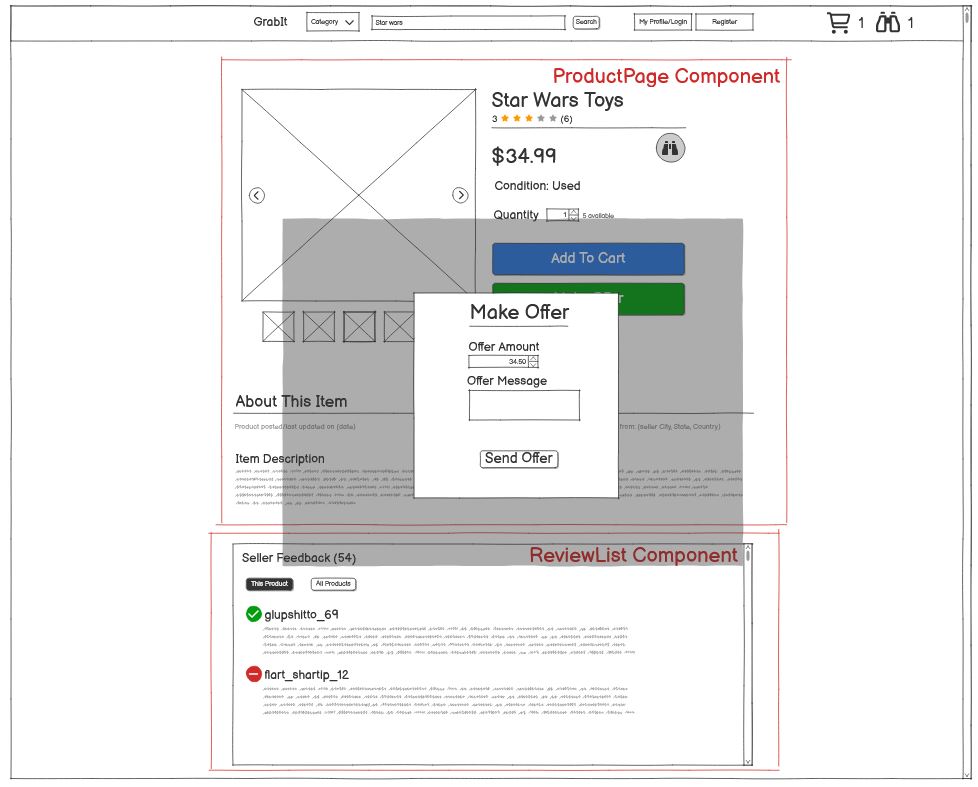 GrabIt Category Star wars Search My Profile/Login Register 1 1
ProductPage Component
Star Wars Toys
3 (6)
$34.99
Condition: Used
Quantity 1 5 available
Add To Cart
Make Offer
Offer Amount
34.50
Offer Message
Send Offer
About This Item
Product posted/last updated on (date) from: (seller City, State, Country)
Item Description
ReviewList Component
Seller Feedback (54)
This Product All Products
glupshitto_69
flart_shartip_12